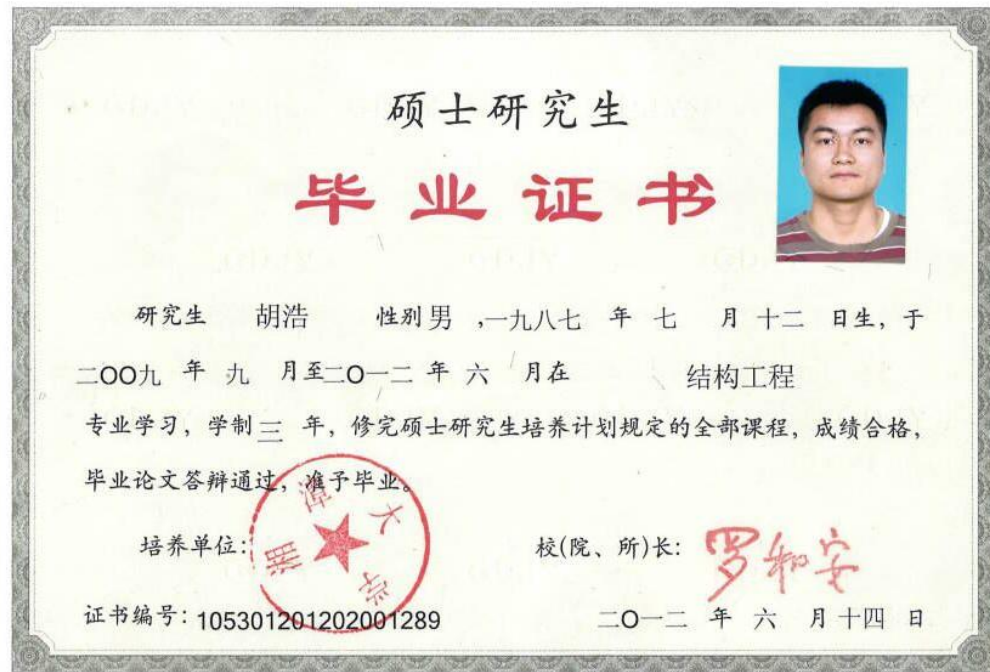 硕士研究生
毕业证书
研究生 胡浩 性别男 ,一九八七 年 七 月 十二 日生，于
二OO九 年 九 月至二O一二 年 六 月在 结构工程
专业学习，学制三 年，修完硕士研究生培养计划规定的全部课程，成绩合格，
毕业论文答辩通过，准予毕业。
湘潭大学
培养单位: 校(院、所)长: 罗和安
证书编号: 105301201202001289 二O一二 年 六 月 十四 日